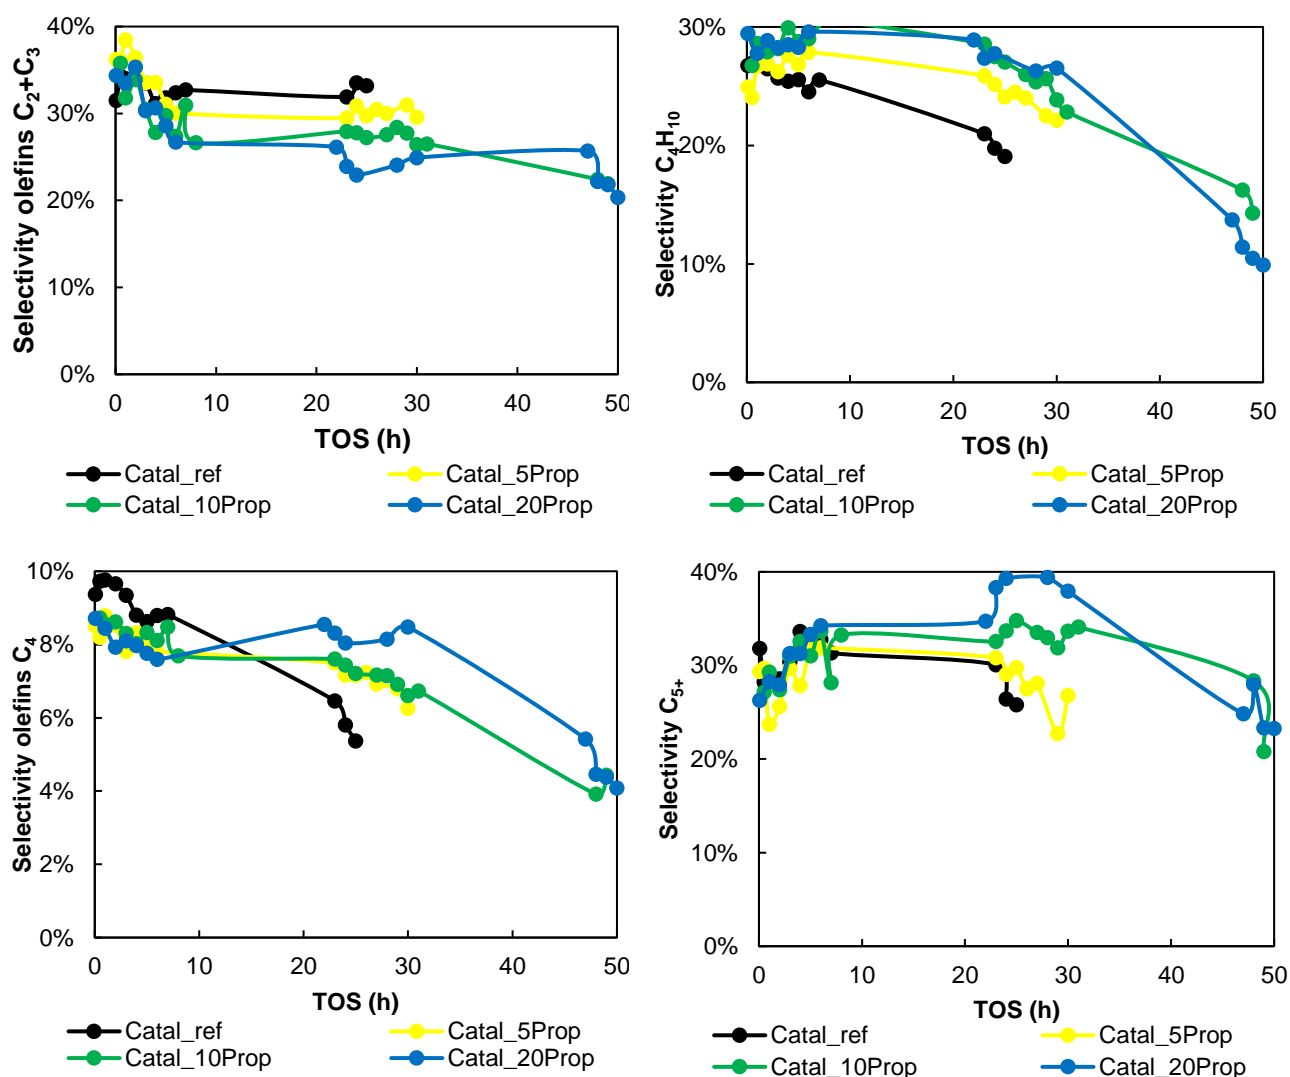 Selectivity olefins C2+C3
40%
30%
20%
10%
0%
0 10 20 30 40 50
TOS (h)
Catal_ref Catal_5Prop
Catal_10Prop Catal_20Prop
Selectivity C4H10
30%
20%
10%
0%
0 10 20 30 40 50
TOS (h)
Catal_ref Catal_5Prop
Catal_10Prop Catal_20Prop
Selectivity olefins C4
10%
8%
6%
4%
2%
0%
0 10 20 30 40 50
TOS (h)
Catal_ref Catal_5Prop
Catal_10Prop Catal_20Prop
Selectivity C5+
40%
30%
20%
10%
0%
0 10 20 30 40 50
TOS (h)
Catal_ref Catal_5Prop
Catal_10Prop Catal_20Prop